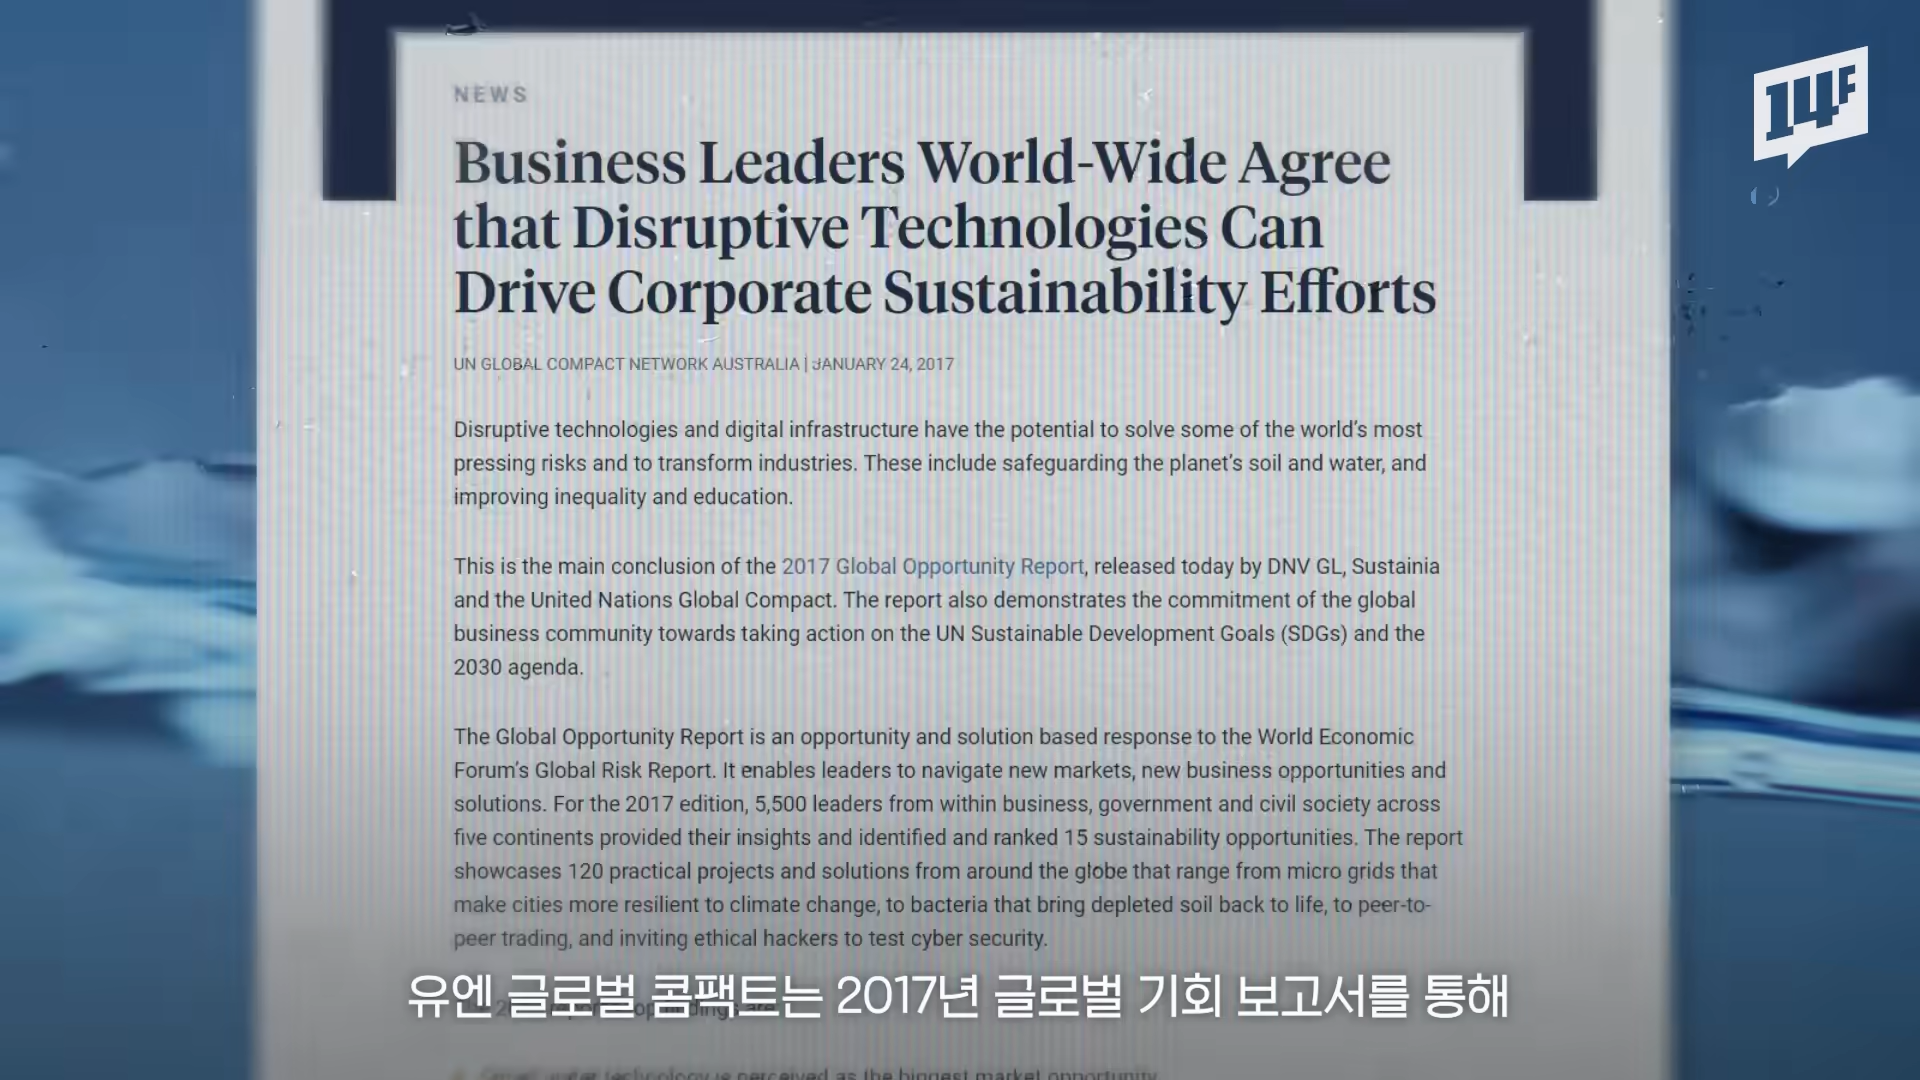 14F
NEWS
Business Leaders World-Wide Agree
that Disruptive Technologies Can
Drive Corporate Sustainability Efforts
UN GLOBAL COMPACT NETWORK AUSTRALIA | JANUARY 24, 2017
Disruptive technologies and digital infrastructure have the potential to solve some of the world's most
pressing risks and to transform industries. These include safeguarding the planet's soil and water, and
improving inequality and education.
This is the main conclusion of the 2017 Global Opportunity Report, released today by DNV GL, Sustainia
and the United Nations Global Compact. The report also demonstrates the commitment of the global
business community towards taking action on the UN Sustainable Development Goals (SDGs) and the
2030 agenda.
The Global Opportunity Report is an opportunity and solution based response to the World Economic
Forum's Global Risk Report. It enables leaders to navigate new markets, new business opportunities and
solutions. For the 2017 edition, 5,500 leaders from within business, government and civil society across
five continents provided their insights and identified and ranked 15 sustainability opportunities. The report
showcases 120 practical projects and solutions from around the globe that range from micro grids that
make cities more resilient to climate change, to bacteria that bring depleted soil back to life, to peer-to-
peer trading, and inviting ethical hackers to test cyber security.
유엔 글로벌 콤팩트는 2017년 글로벌 기회 보고서를 통해
technology is perceived as the biggest market opportunity